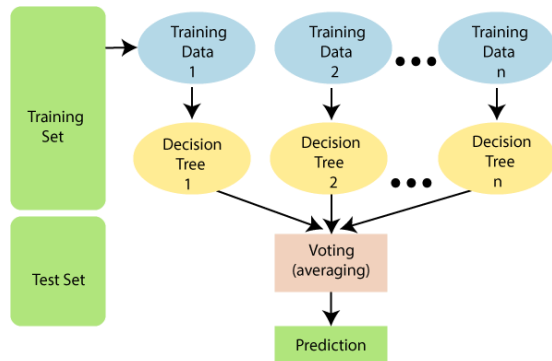 Training
Set
Test Set
Training
Data
1
Training
Data
2
Training
Data
n
Decision
Tree
1
Decision
Tree
2
Decision
Tree
n
Voting
(averaging)
Prediction